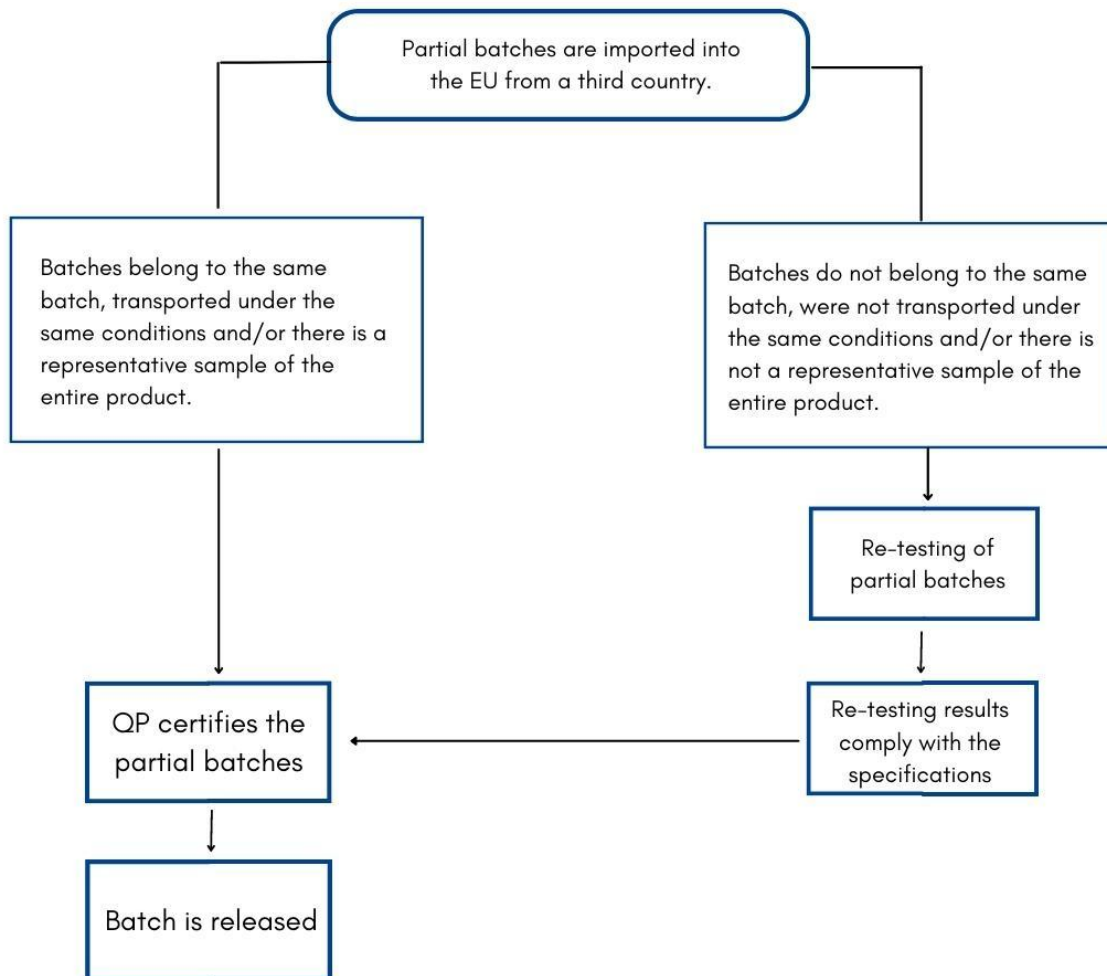 Partial batches are imported into
the EU from a third country.
Batches belong to the same
batch, transported under the
same conditions and/or there is a
representative sample of the
entire product.
Batches do not belong to the same
batch, were not transported under
the same conditions and/or there is
not a representative sample of the
entire product.
Re-testing of
partial batches
Re-testing results
comply with the
specifications
QP certifies the
partial batches
Batch is released